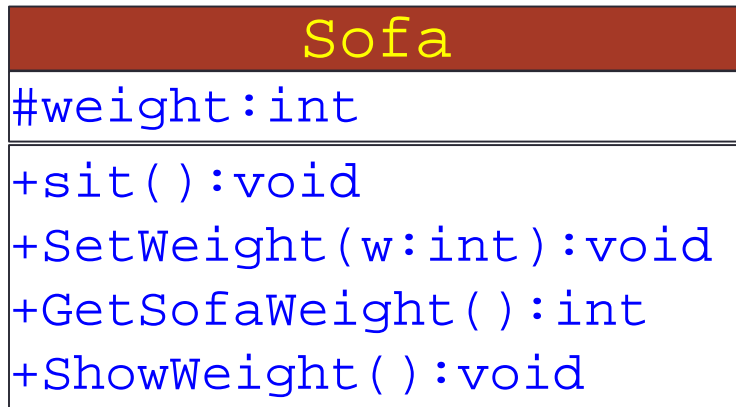 Sofa
#weight:int
+sit():void
+SetWeight(w:int):void
+GetSofaWeight():int
+ShowWeight():void